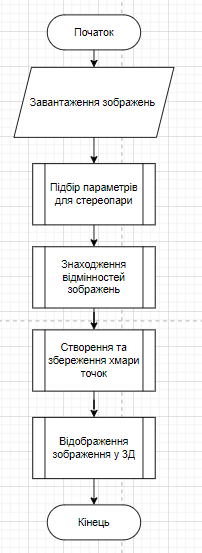 Початок
Завантаження зображень
Підбір параметрів
для стереопари
Знаходження
відмінностей
зображень
Створення та
збереження хмари
точок
Відображення
зображення у 3Д
Кінець